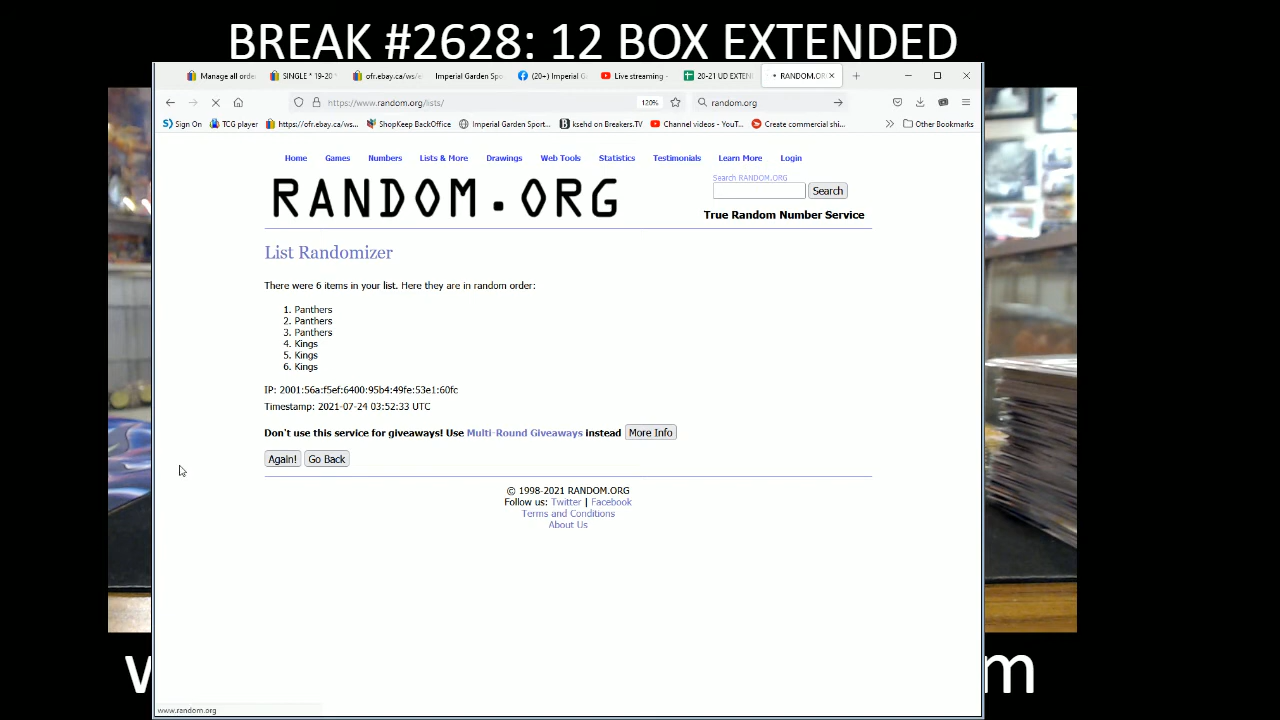 BREAK #2628: 12 BOX EXTENDED
Manage all order
SINGLE * 19-20 *
ofr.ebay.ca/ws/e
Imperial Garden Spo
(20+) Imperial G
Live streaming -
20-21 UD EXTEN
RANDOM.OR
https://www.random.org/lists/
120%
random.org
Sign On
TCG player
https://ofr.ebay.ca/ws...
ShopKeep BackOffice
Imperial Garden Sport...
ksehd on Breakers.TV
Channel videos - YouT...
Create commercial shi...
Other Bookmarks
Home Games Numbers Lists & More Drawings Web Tools Statistics Testimonials Learn More Login
RANDOM.ORG
Search RANDOM.ORG
Search
True Random Number Service
List Randomizer
There were 6 items in your list. Here they are in random order:
1. Panthers
2. Panthers
3. Panthers
4. Kings
5. Kings
6. Kings
IP: 2001:56a:f5ef:6400:95b4:49fe:53e1:60fc
Timestamp: 2021-07-24 03:52:33 UTC
Don't use this service for giveaways! Use Multi-Round Giveaways instead More Info
Again! Go Back
© 1998-2021 RANDOM.ORG
Follow us: Twitter | Facebook
Terms and Conditions
About Us
www.random.org